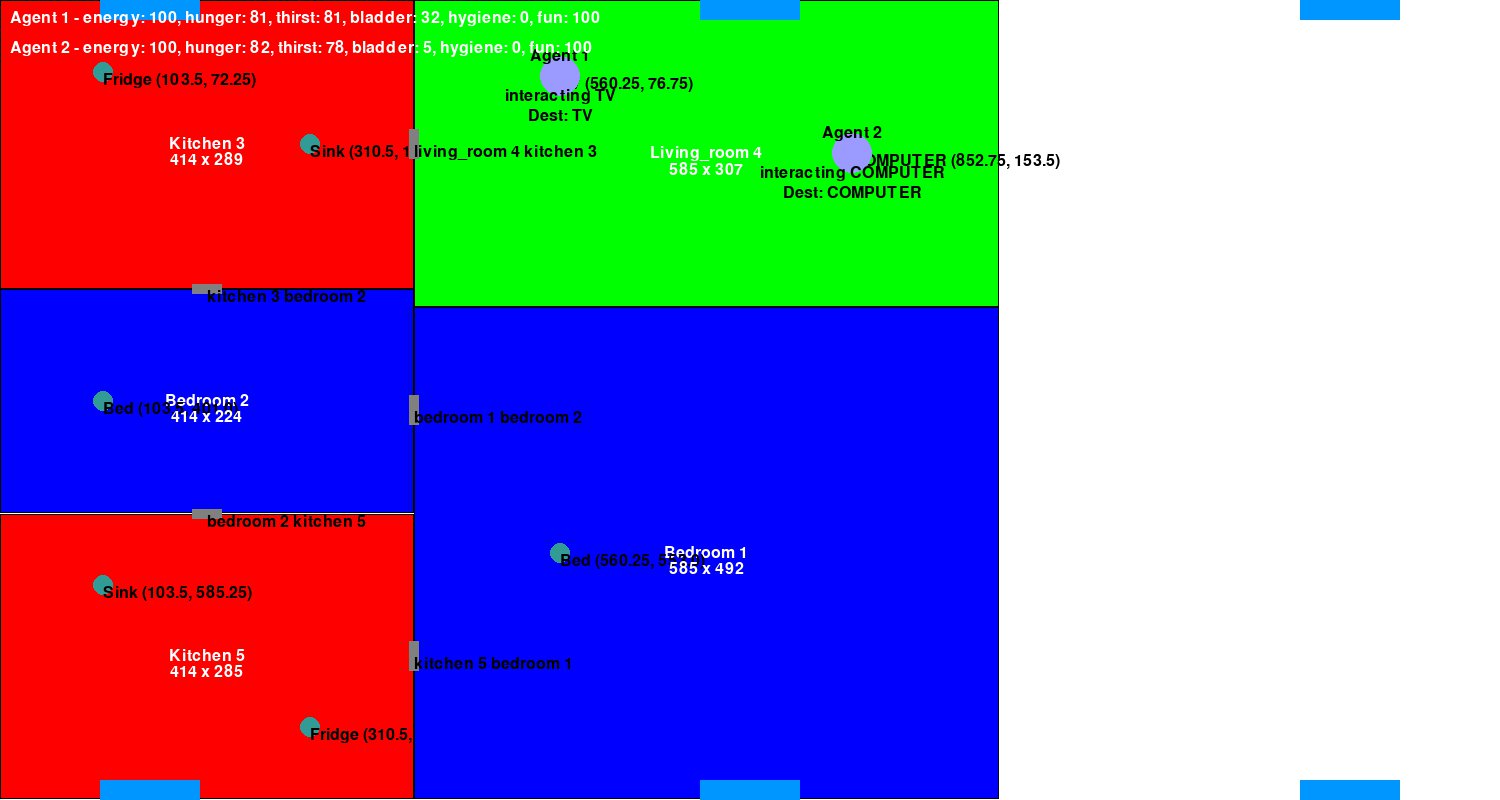 Agent 1 - energy: 100, hunger: 81, thirst: 81, bladder: 32, hygiene: 0, fun: 100
Agent 2 - energy: 100, hunger: 82, thirst: 78, bladder: 5, hygiene: 0, fun: 100
Agent 1
Fridge (103.5, 72.25)
(560.25, 76.75)
interacting TV
Dest: TV
Agent 2
Kitchen 3
414 x 289
Sink (310.5,
living_room 4 kitchen 3
Living_room 4
585 x 307
OMPUTER (852.75, 153.5)
interacting COMPUTER
Dest: COMPUTER
kitchen 3 bedroom 2
Bed
Bedroom 2
414 x 224
bedroom 1 bedroom 2
bedroom 2 kitchen 5
Bed (560.25,
Bedroom 1
585 x 492
Sink (103.5, 585.25)
Kitchen 5
414 x 285
kitchen 5 bedroom 1
Fridge (310.5,